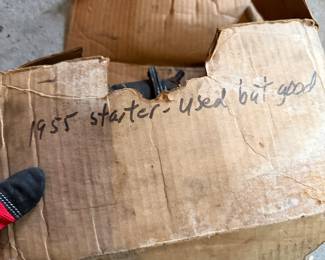 1955 starter - used but good